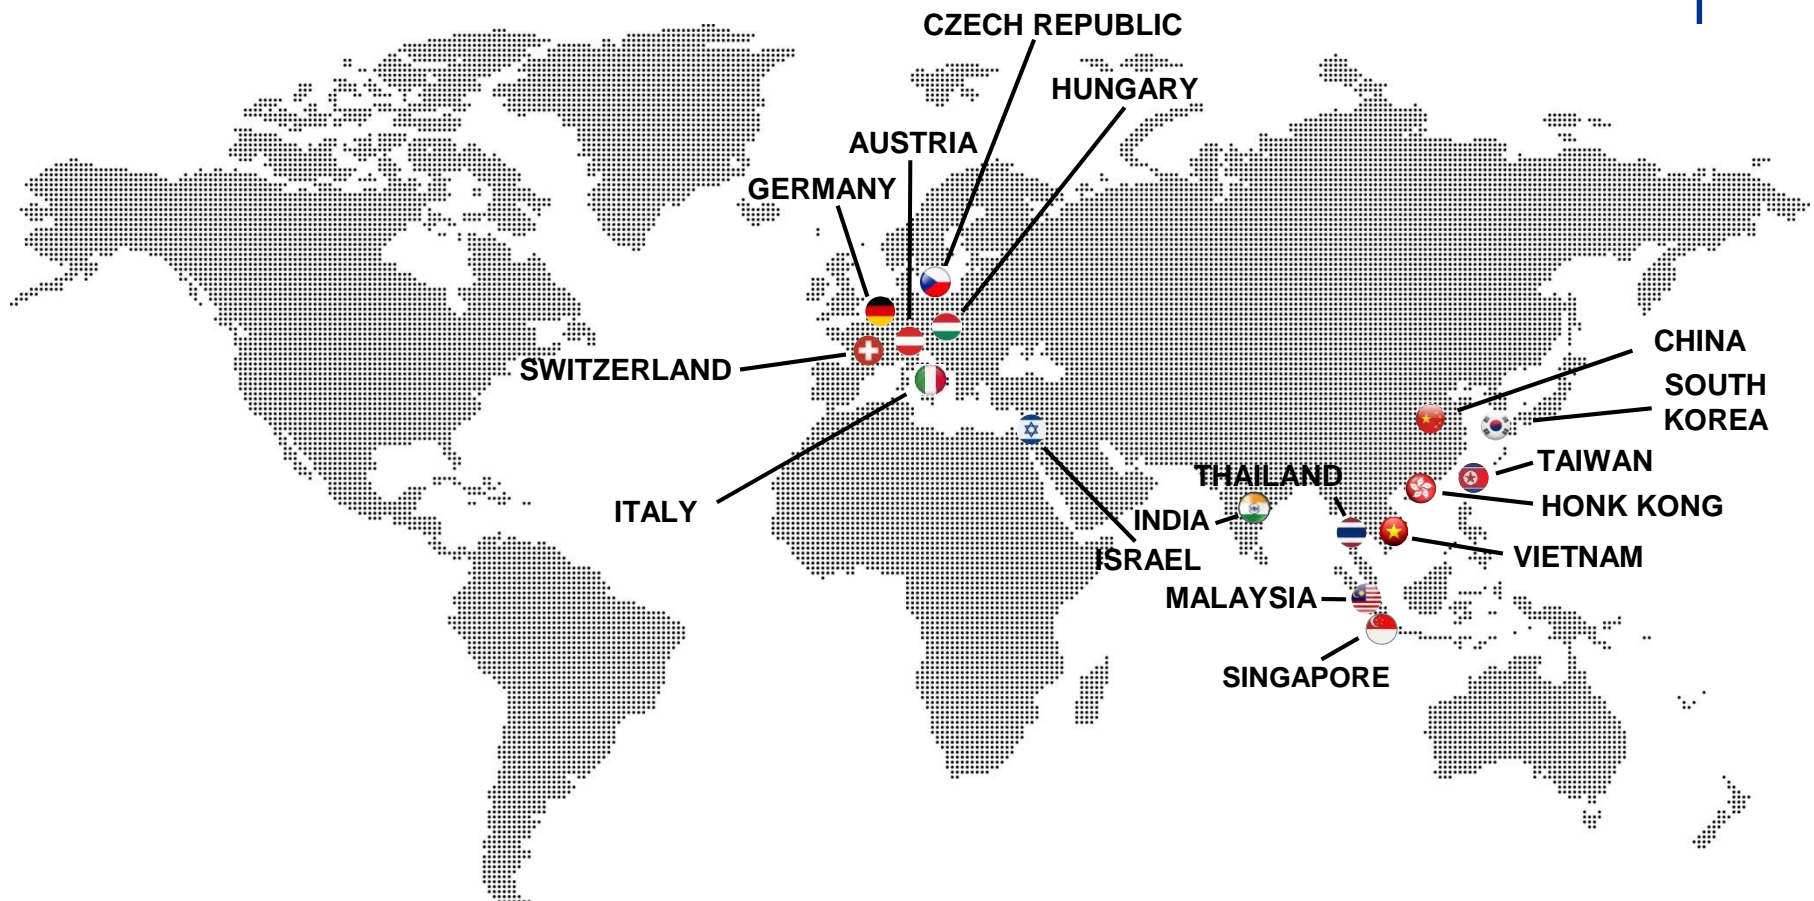 CZECH REPUBLIC
HUNGARY
AUSTRIA
GERMANY
CHINA
SWITZERLAND
SOUTH
KOREA
TAIWAN
THAILAND
HONK KONG
ITALY
INDIA
VIETNAM
ISRAEL
MALAYSIA
SINGAPORE